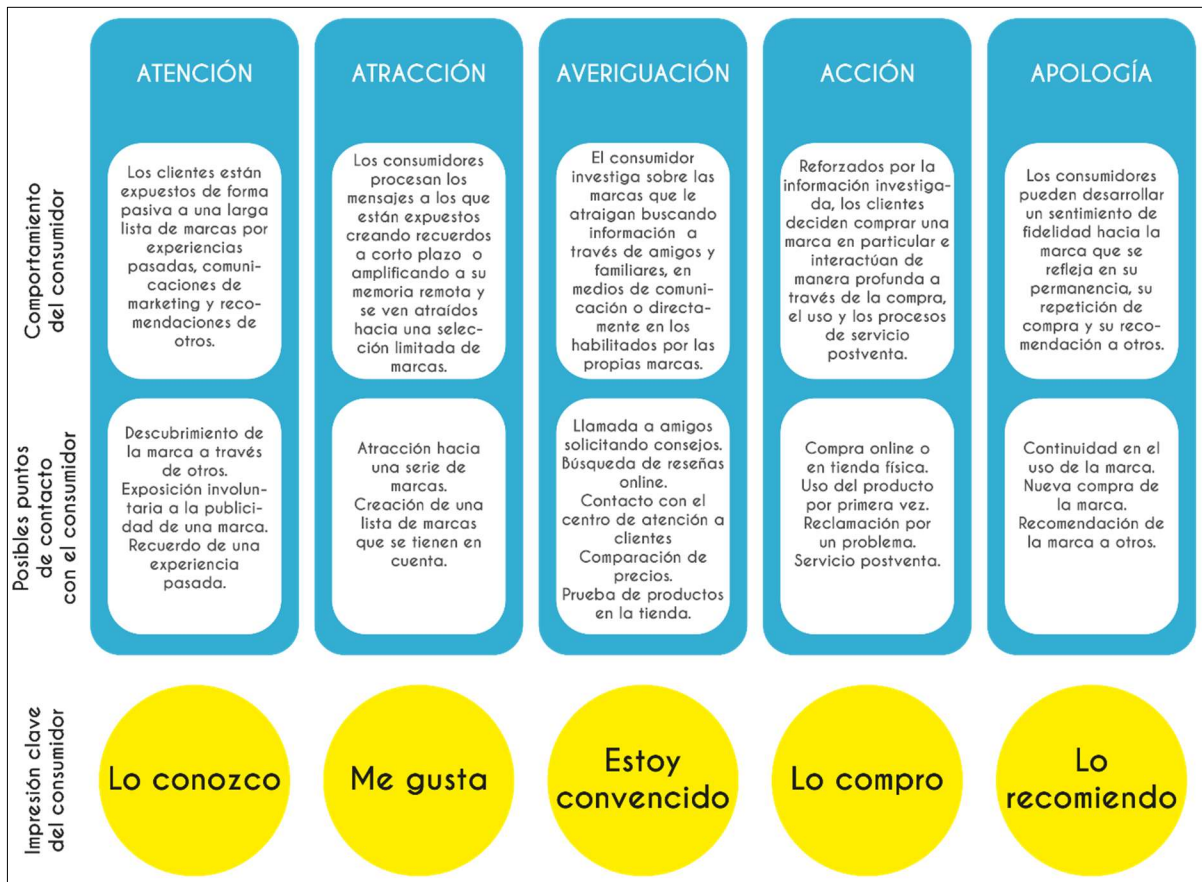 ATENCIÓN
ATRACCIÓN
AVERIGUACIÓN
ACCIÓN
APOLOGÍA
Comportamiento
del consumidor
Los clientes están
expuestos de forma
pasiva a una larga
lista de marcas por
experiencias
pasadas, comuni-
caciones de
marketing y reco-
mendaciones de
otros.
Los consumidores
procesan los
mensajes a los que
están expuestos
creando recuerdos
a corto plazo o
amplificando a su
memoria remota y
se ven atraídos
hacia una selec-
ción limitada de
marcas.
El consumidor
investiga sobre las
marcas que le
atraigan buscando
información a
través de amigos y
familiares, en
medios de comuni-
cación o directa-
mente en los
habilitados por las
propias marcas.
Reforzados por la
información investiga-
da, los clientes
deciden comprar una
marca en particular e
interactúan de
manera profunda a
través de la compra,
el uso y los procesos
de servicio
postventa.
Los consumidores
pueden desarrollar
un sentimiento de
fidelidad hacia la
marca que se
refleja en su
permanencia, su
repetición de
compra y su reco-
mendación a otros.
Posibles puntos
de contacto
con el consumidor
Descubrimiento de
la marca a través
de otros.
Exposición involun-
taria a la publici-
dad de una marca.
Recuerdo de una
experiencia
pasada.
Atracción hacia
una serie de
marcas.
Creación de una
lista de marcas
que se tienen en
cuenta.
Llamada a amigos
solicitando consejos.
Búsqueda de reseñas
online.
Contacto con el
centro de atención a
clientes
Comparación de
precios.
Prueba de productos
en la tienda.
Compra online o
en tienda física.
Uso del producto
por primera vez.
Reclamación por
un problema.
Servicio postventa.
Continuidad en el
uso de la marca.
Nueva compra de
la marca.
Recomendación de
la marca a otros.
Impresión clave
del consumidor
Lo conozco
Me gusta
Estoy
convencido
Lo compro
Lo
recomiendo